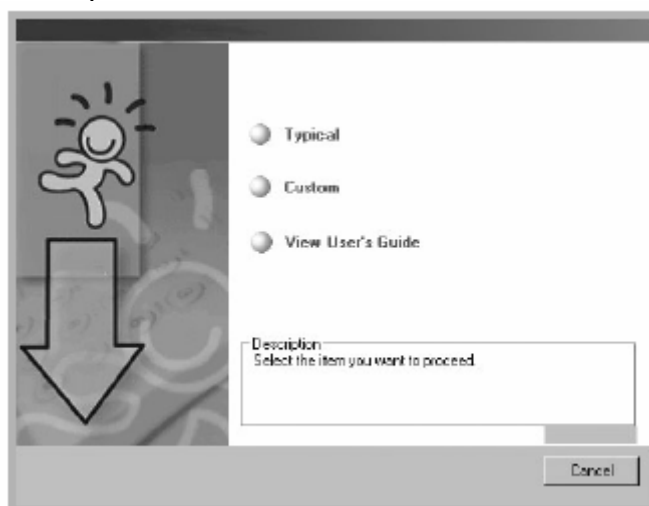 Typical
Custom
View User's Guide
Description
Select the item you want to proceed.
Cancel